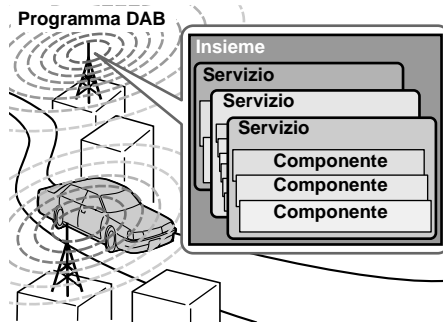 Programma DAB
Insieme
Servizio
Servizio
Servizio
Componente
Componente
Componente